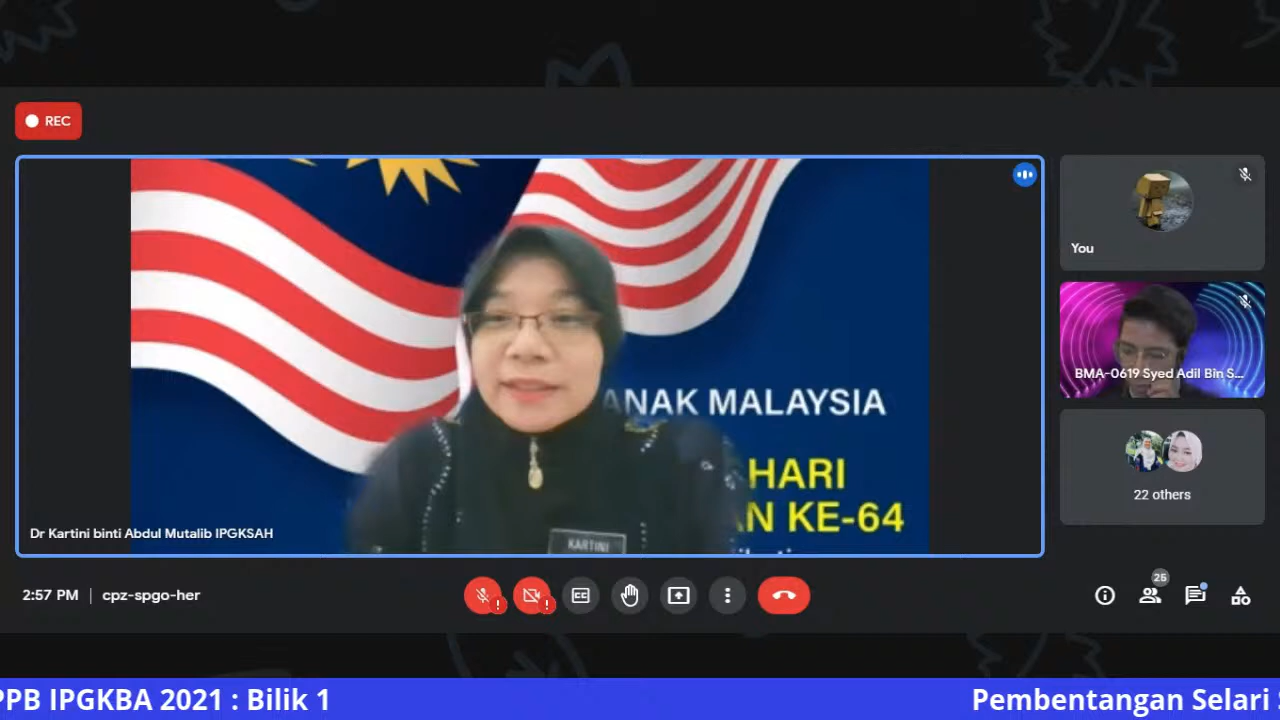 REC
ANAK MALAYSIA
HARI
AN KE-64
KARTINI
Dr Kartini binti Abdul Mutalib IPGKSAH
You
BMA-0619 Syed Adil Bin S...
22 others
2:57 PM | cpz-spgo-her
26
PPB IPGKBA 2021 : Bilik 1
Pembentangan Selari S